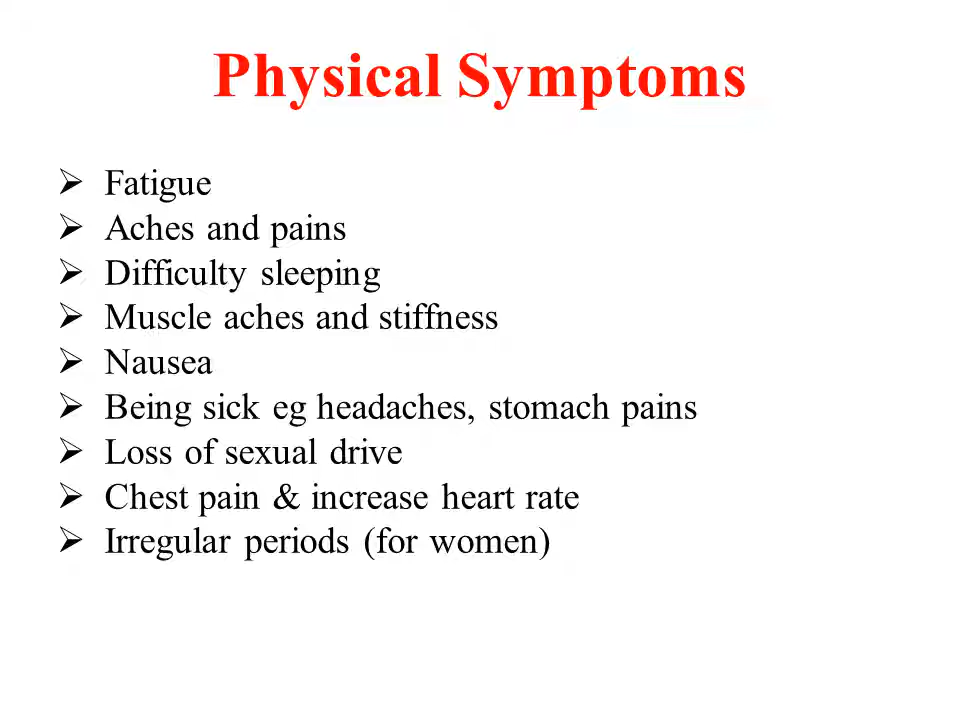 Physical Symptoms
➢ Fatigue
➢ Aches and pains
➢ Difficulty sleeping
➢ Muscle aches and stiffness
➢ Nausea
➢ Being sick eg headaches, stomach pains
➢ Loss of sexual drive
➢ Chest pain & increase heart rate
➢ Irregular periods (for women)